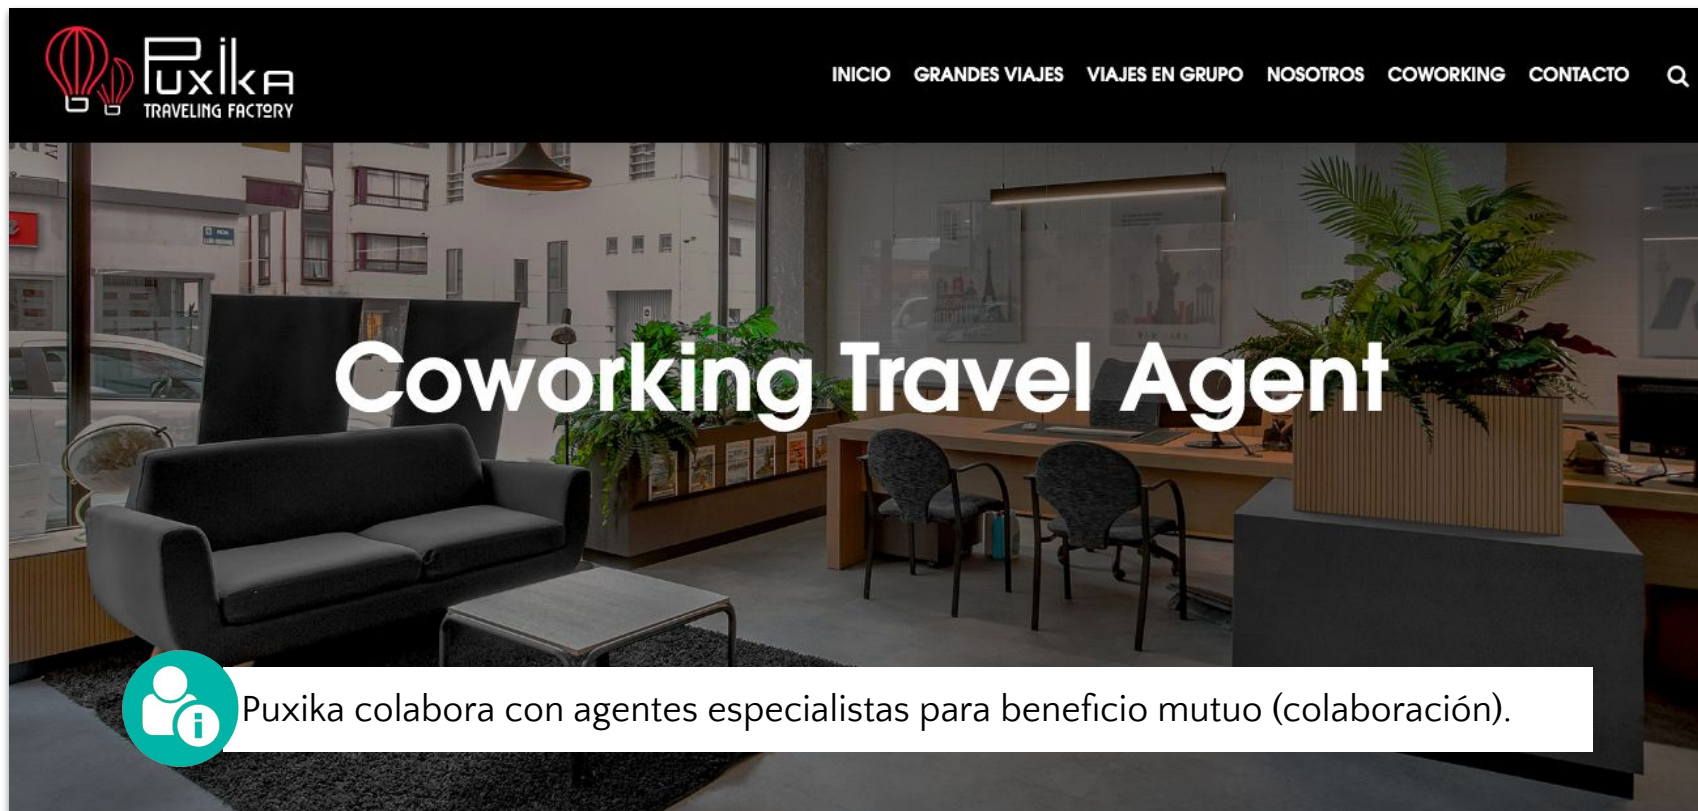 Puxika
TRAVELING FACTORY
INICIO GRANDES VIAJES VIAJES EN GRUPO NOSOTROS COWORKING CONTACTO
Coworking Travel Agent
Puxika colabora con agentes especialistas para beneficio mutuo (colaboración).